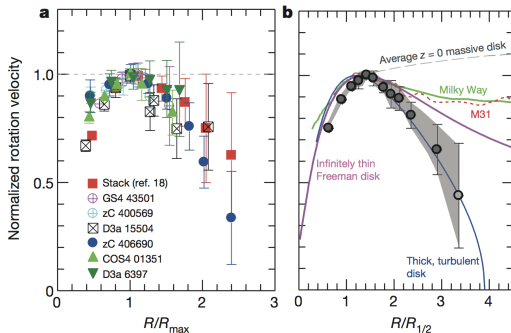 a
b
Normalized rotation velocity
1.0
0.5
0
0 1 2 3
R/Rmax
Stack (ref. 18)
GS4 43501
zC 400569
D3a 15504
zC 406690
COS4 01351
D3a 6397
Average z = 0 massive disk
Milky Way
M31
Infinitely thin
Freeman disk
Thick, turbulent
disk
0 1 2 3 4
R/R1/2